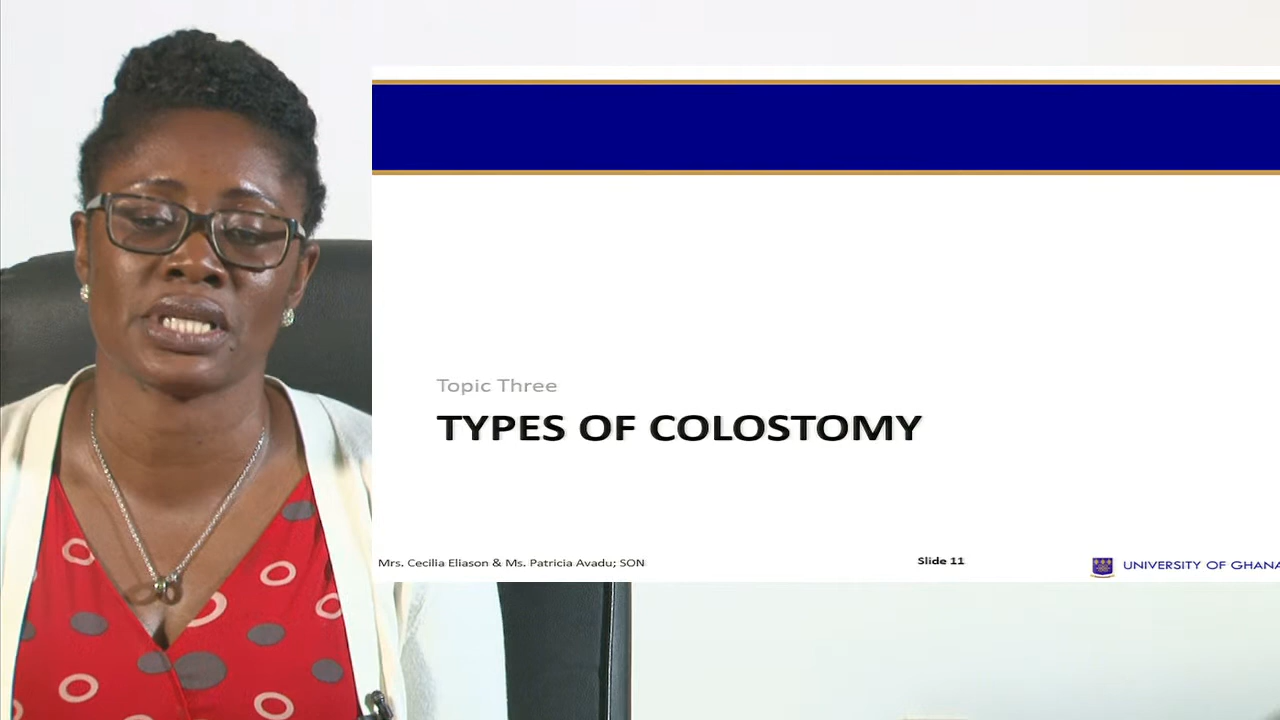 Topic Three
TYPES OF COLOSTOMY
Mrs. Cecilia Eliason & Ms. Patricia Avadu; SON
Slide 11
UNIVERSITY OF GHANA